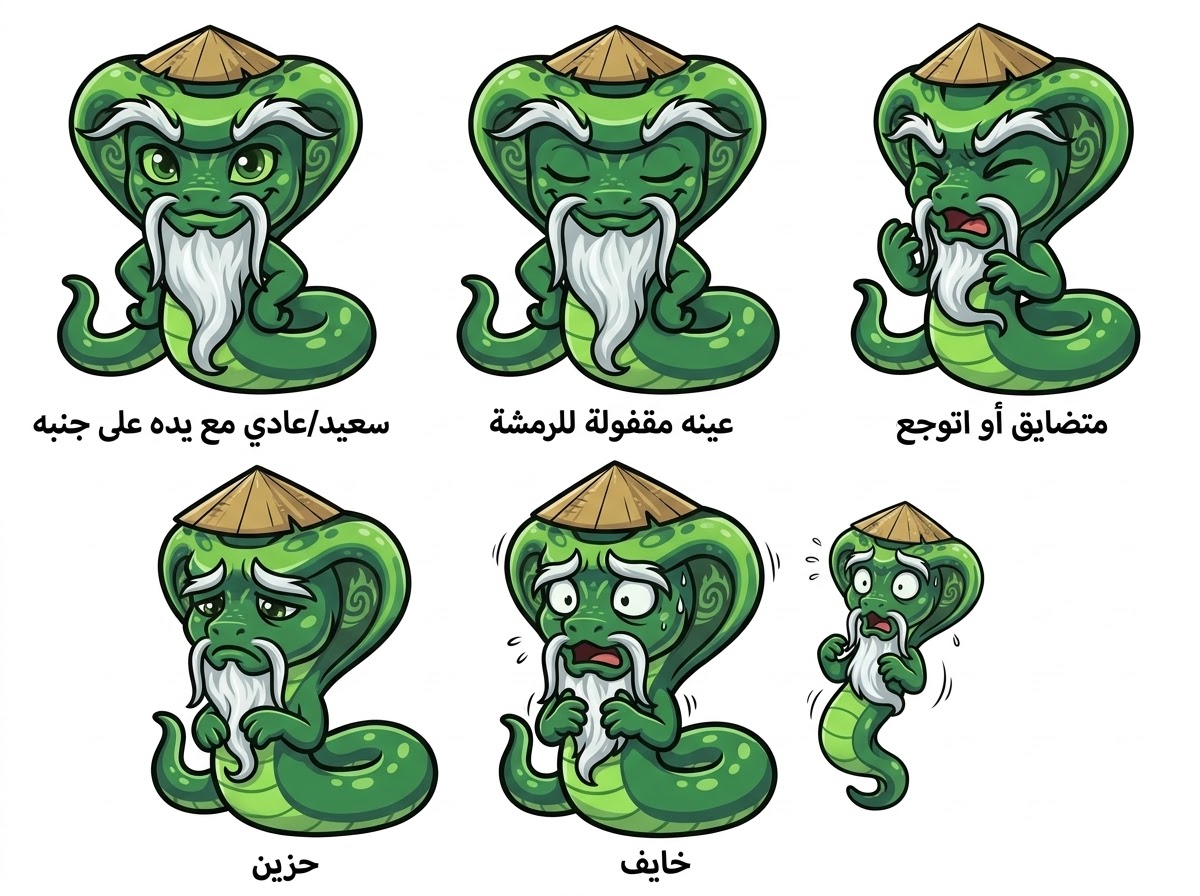 سعيد/عادي مع يده على جنبه
عينه مقفولة للرمشة
متضايق أو اتوجع
حزين
خايف